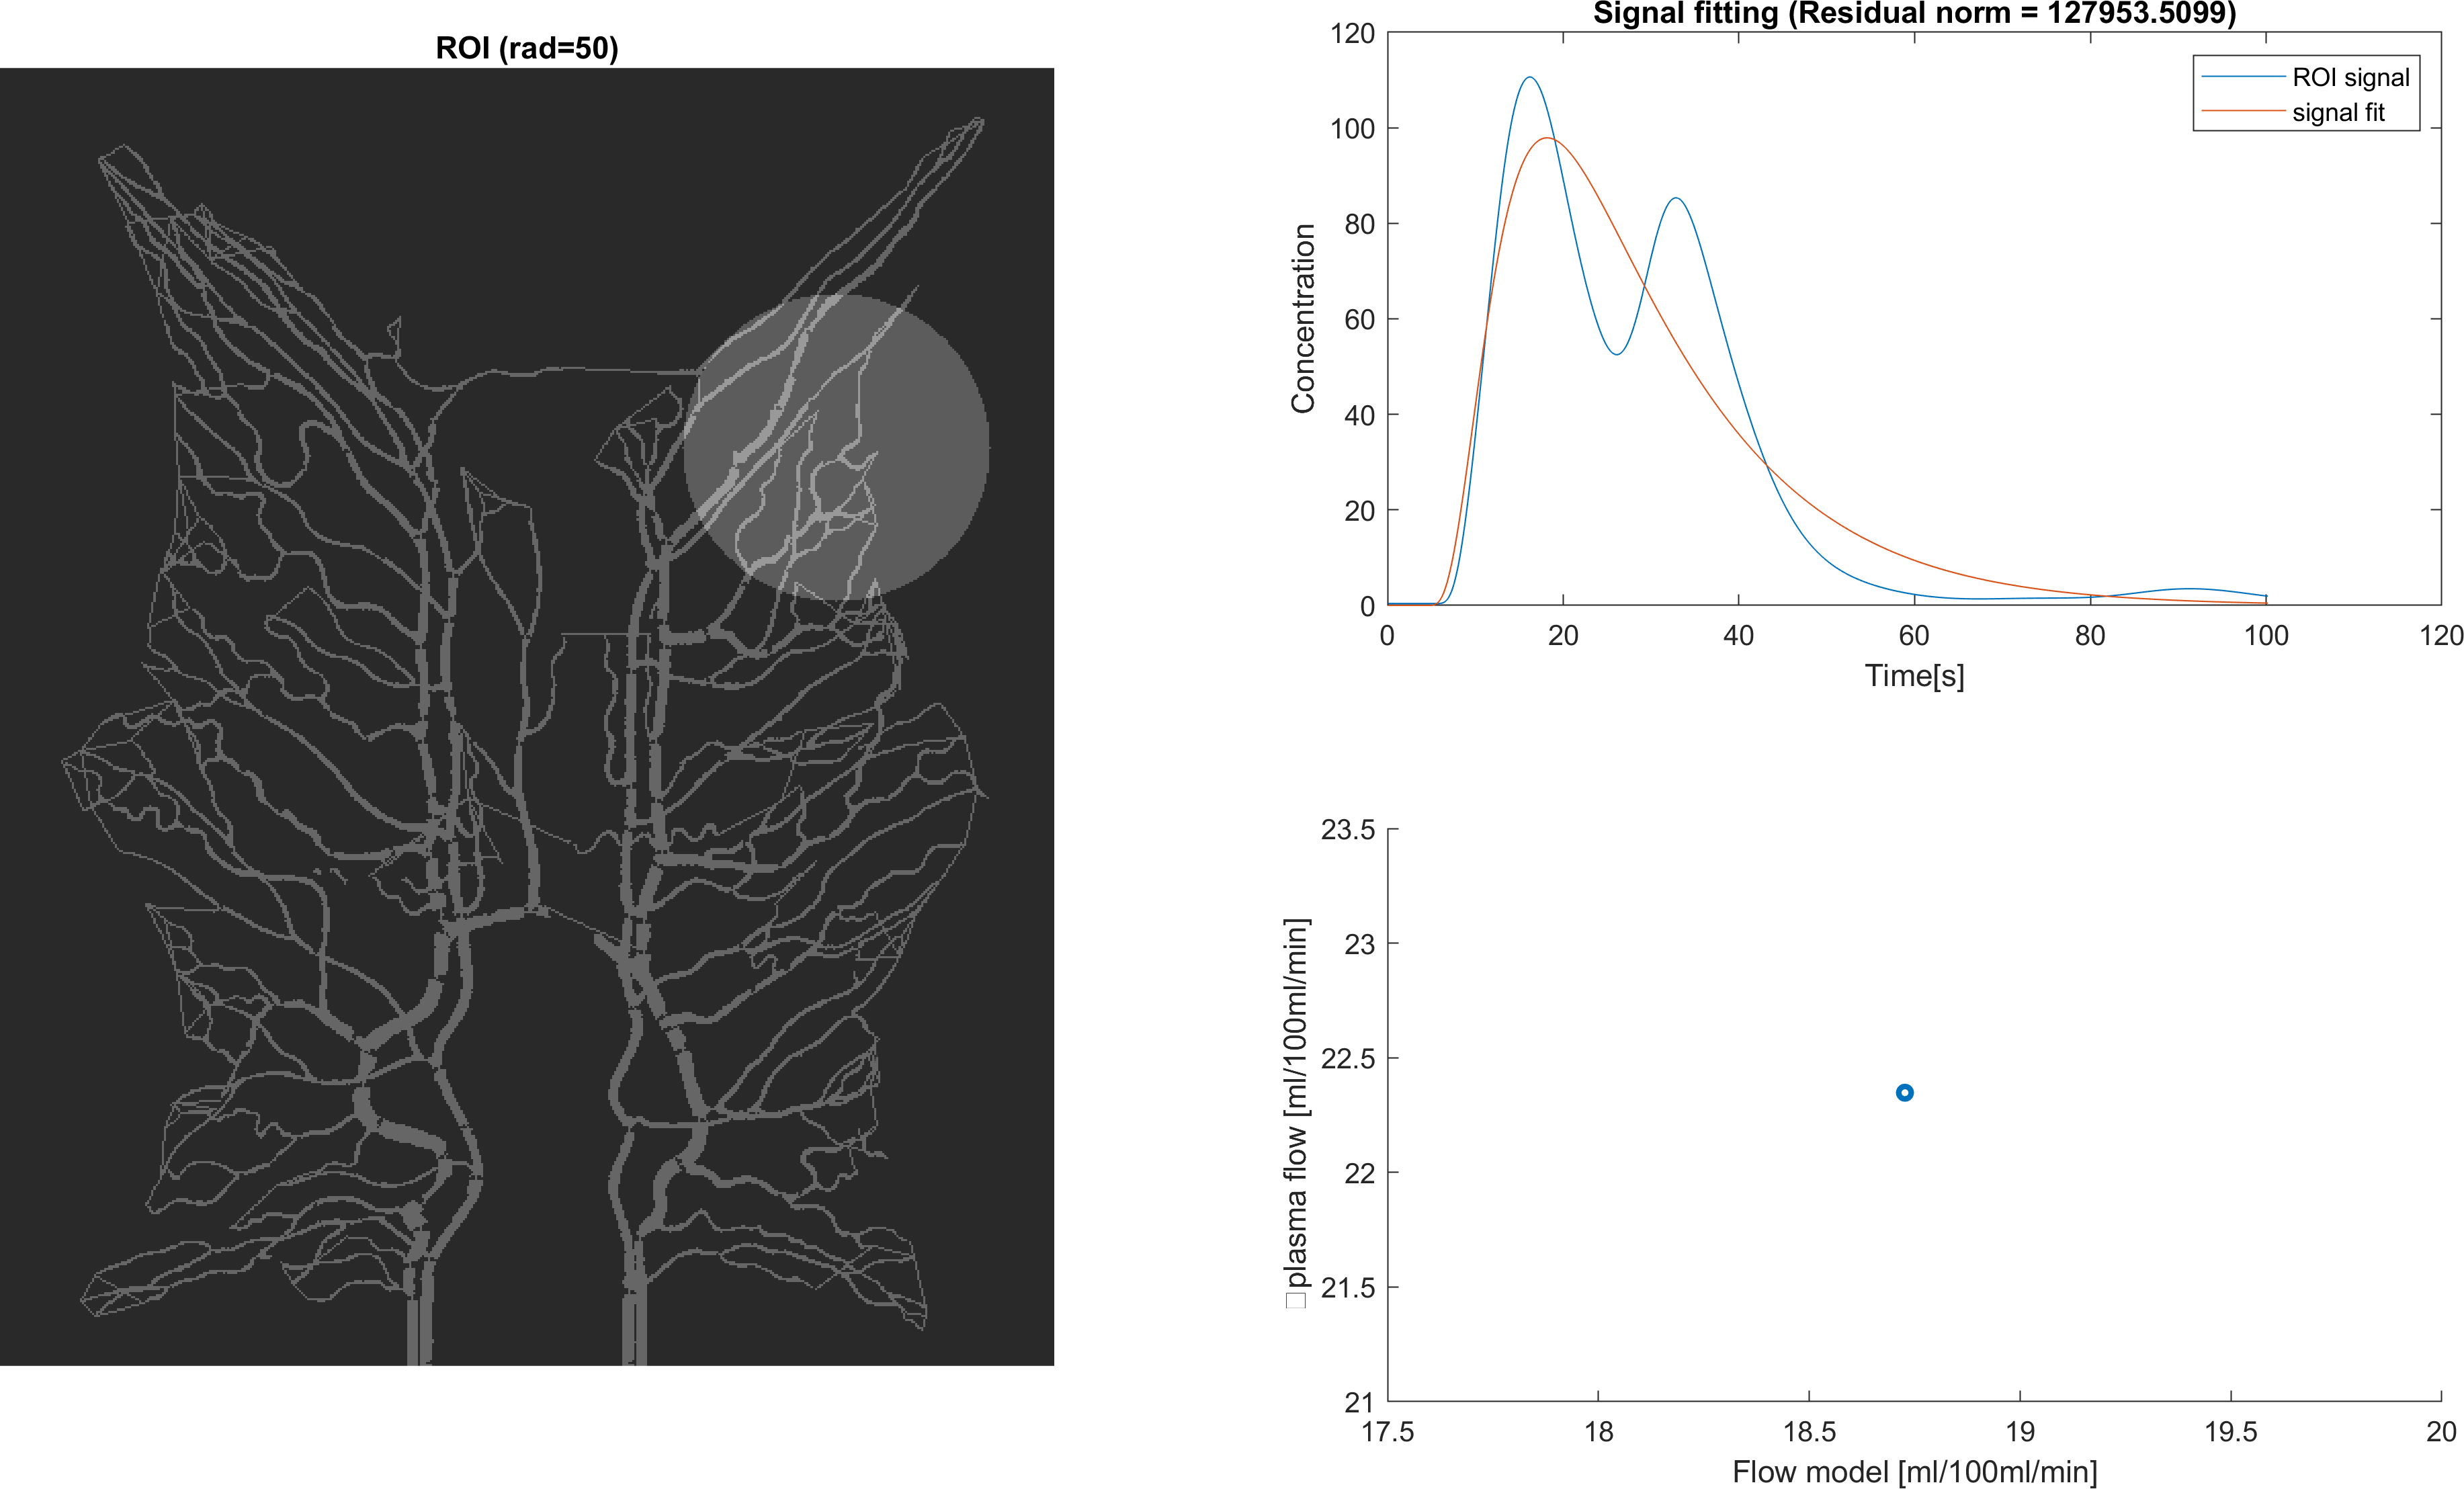 ROI (rad=50)
Signal fitting (Residual norm = 127953.5099)
120
100
80
60
40
20
0
Concentration
ROI signal
signal fit
0 20 40 60 80 100 120
Time[s]
23.5
23
22.5
22
21.5
21
□ plasma flow [ml/100ml/min]
17.5 18 18.5 19 19.5 20
Flow model [ml/100ml/min]